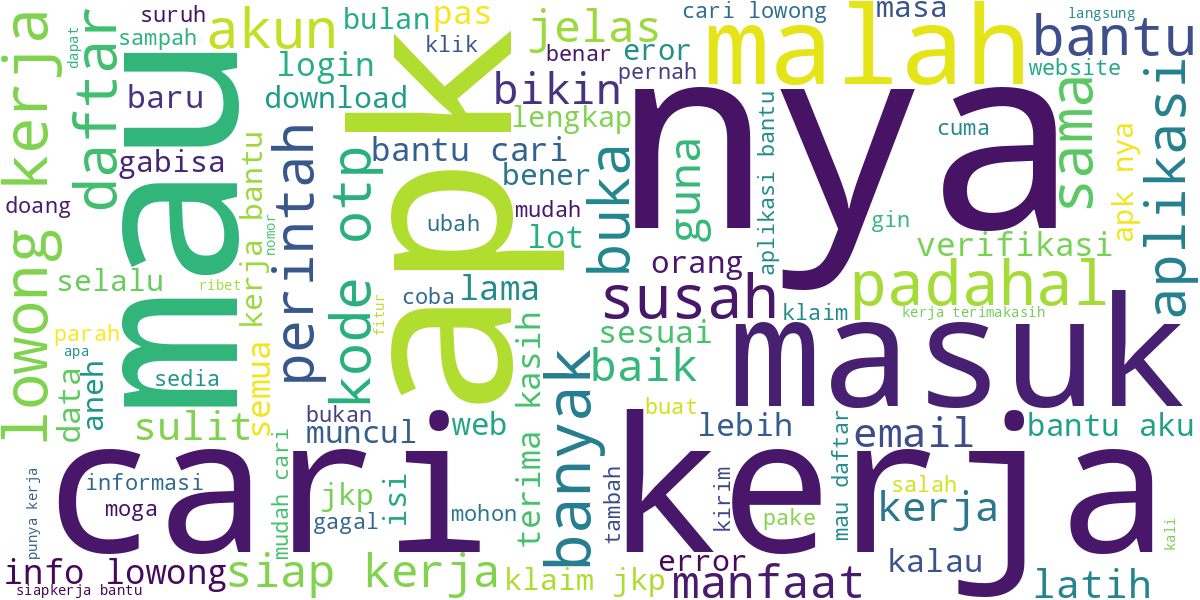 suruh
bulan
pas
cari lowong
masa
langsung
dapat
sampah
akun
klik
jelas
benar
eror
malah
bantu
lowong kerja
daftar
mau
login
pernah
website
baru
download
apk
bikin
nya
sama
aplikasi
lengkap
cuma
gabisa
kerja bantu
perintah
kode otp
bantu cari
bener
buka
guna
aplikasi bantu
apk nya
doang
nomor
ubah
mudah
lot
gin
verifikasi
orang
selalu
ribet
coba
lama
susah
padahal
fitur
klaim
kerja terimakasih
parah
apa
semua
sesuai
masuk
data
aneh
sedia
terima kasih
banyak
baik
sulit
bukan
muncul
web
buat
lebih
mau daftar
email
bantu aku
cari kerja
punya kerja
informasi
moga
mudah cari
jkp
gagal
isi
mohon
tambah
kirim
pake
salah
kerja
kali
info lowong
siapkerja bantu
siap kerja
klaim jkp
error
manfaat
kalau
latih